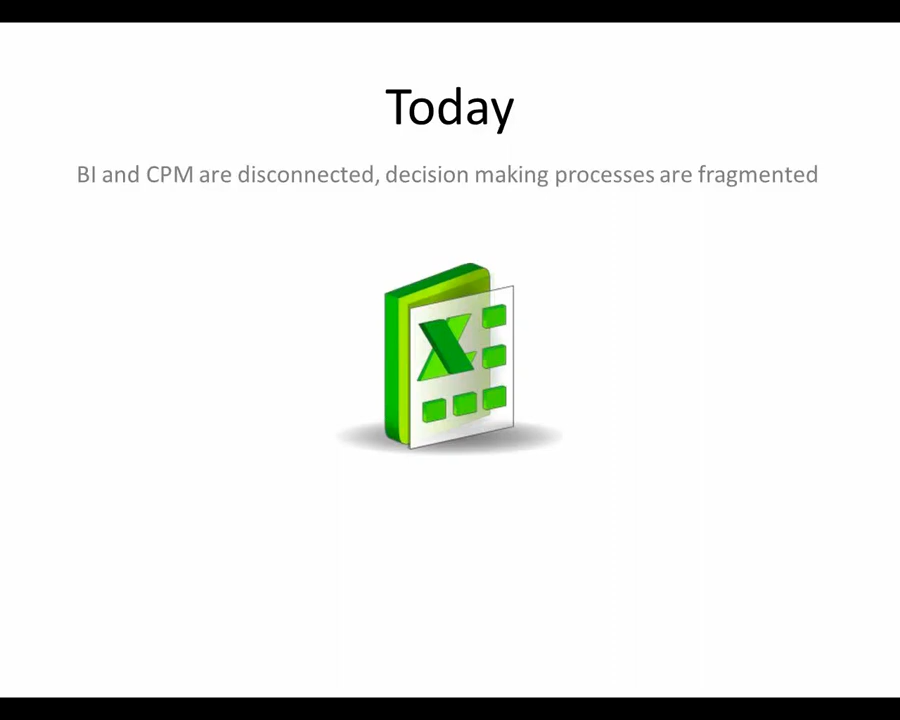 Today
BI and CPM are disconnected, decision making processes are fragmented
X